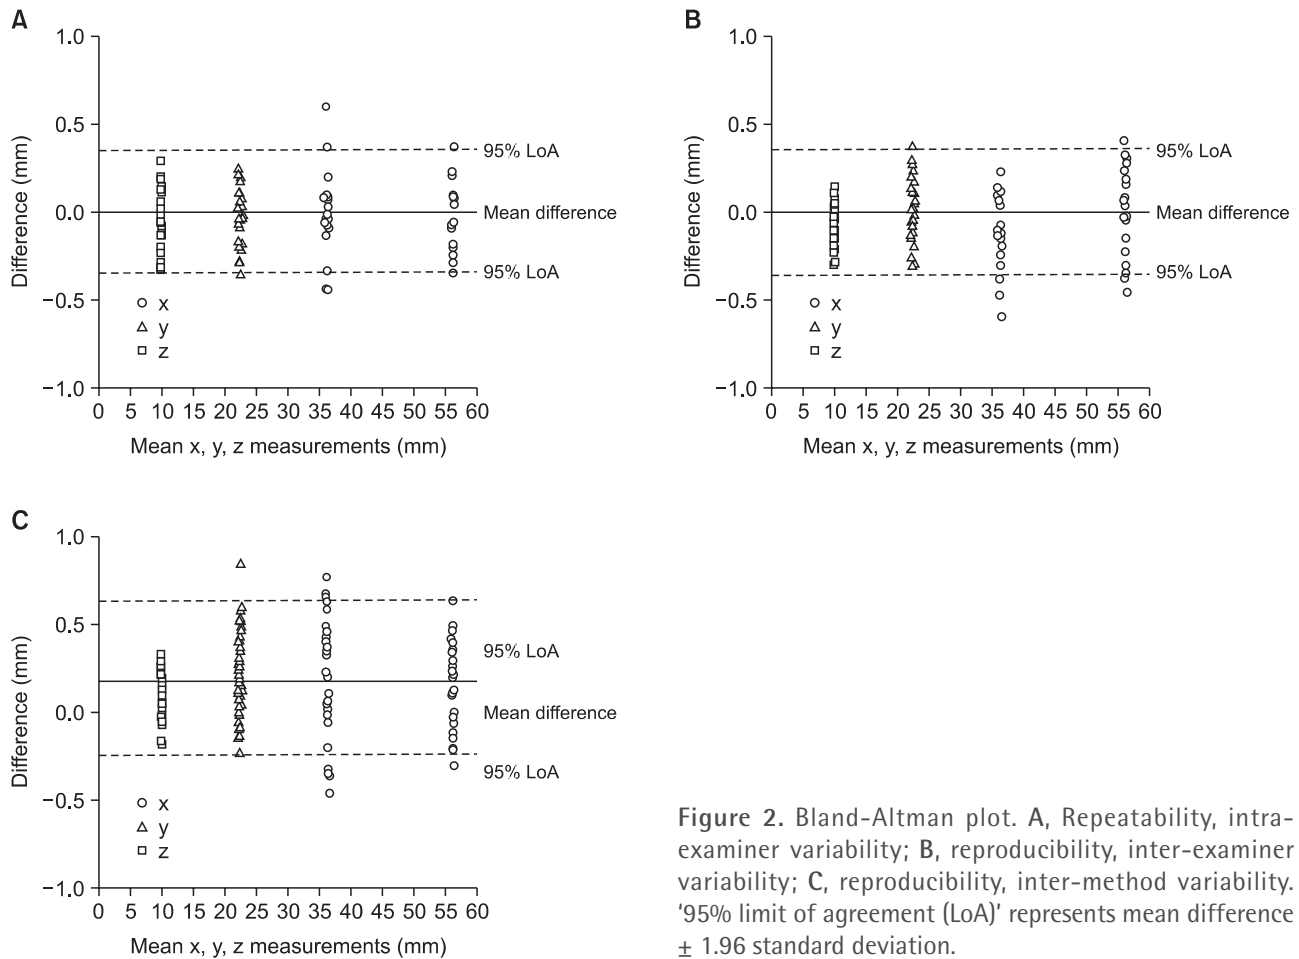 A
1.0
0.5
0.0
−0.5
−1.0
Difference (mm)
95% LoA
Mean difference
95% LoA
x
y
z
0 5 10 15 20 25 30 35 40 45 50 55 60
Mean x, y, z measurements (mm)
B
1.0
0.5
0.0
−0.5
−1.0
Difference (mm)
95% LoA
Mean difference
95% LoA
x
y
z
0 5 10 15 20 25 30 35 40 45 50 55 60
Mean x, y, z measurements (mm)
C
1.0
0.5
0.0
−0.5
−1.0
Difference (mm)
95% LoA
Mean difference
95% LoA
x
y
z
0 5 10 15 20 25 30 35 40 45 50 55 60
Mean x, y, z measurements (mm)
Figure 2. Bland-Altman plot. A, Repeatability, intra-
examiner variability; B, reproducibility, inter-examiner
variability; C, reproducibility, inter-method variability.
‘95% limit of agreement (LoA)’ represents mean difference
± 1.96 standard deviation.